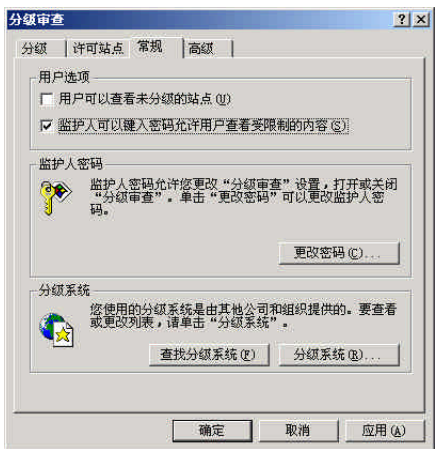 分级审查
分级 许可站点 常规 高级
用户选项
用户可以查看未分级的站点(U)
监护人可以键入密码允许用户查看受限制的内容(S)
监护人密码
监护人密码允许您更改“分级审查”设置，打开或关闭
“分级审查”。单击“更改密码”可以更改监护人密
码。
更改密码(C)...
分级系统
您使用的分级系统是由其他公司和组织提供的。要查看
或更改列表，请单击“分级系统”。
查找分级系统(F) 分级系统(R)...
确定 取消 应用(A)